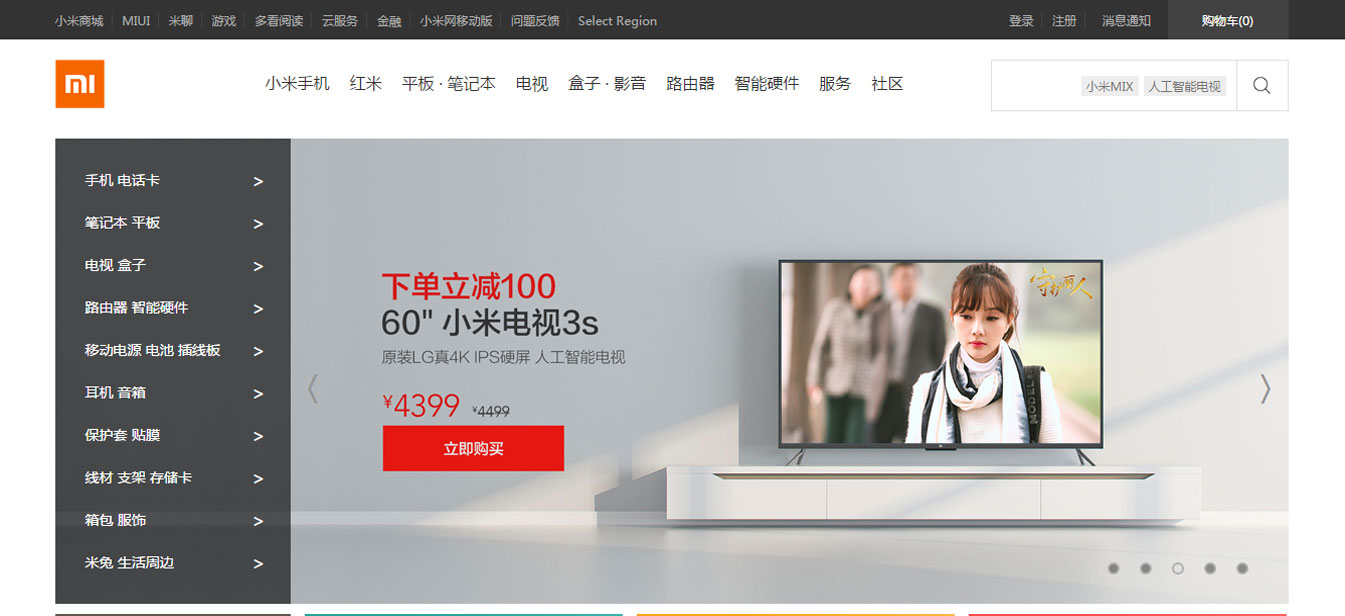 小米商城 MIUI 米聊 游戏 多看阅读 云服务 金融 小米网移动版 问题反馈 Select Region 登录 注册 消息通知 购物车(0)
mi 小米手机 红米 平板 · 笔记本 电视 盒子 · 影音 路由器 智能硬件 服务 社区 小米MIX 人工智能电视
手机 电话卡 >
笔记本 平板 >
电视 盒子 >
路由器 智能硬件 >
移动电源 电池 插线板 >
耳机 音箱 >
保护套 贴膜 >
线材 支架 存储卡 >
箱包 服饰 >
米兔 生活周边 >
下单立减100
60" 小米电视3s
原装LG真4K IPS硬屏 人工智能电视
¥4399 ¥4499
立即购买
守护丽人
MODEL